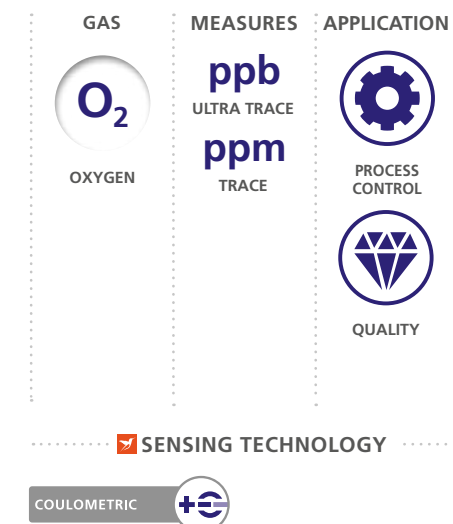 GAS
MEASURES
APPLICATION
O₂
OXYGEN
ppb
ULTRA TRACE
ppm
TRACE
PROCESS
CONTROL
QUALITY
SENSING TECHNOLOGY
COULOMETRIC